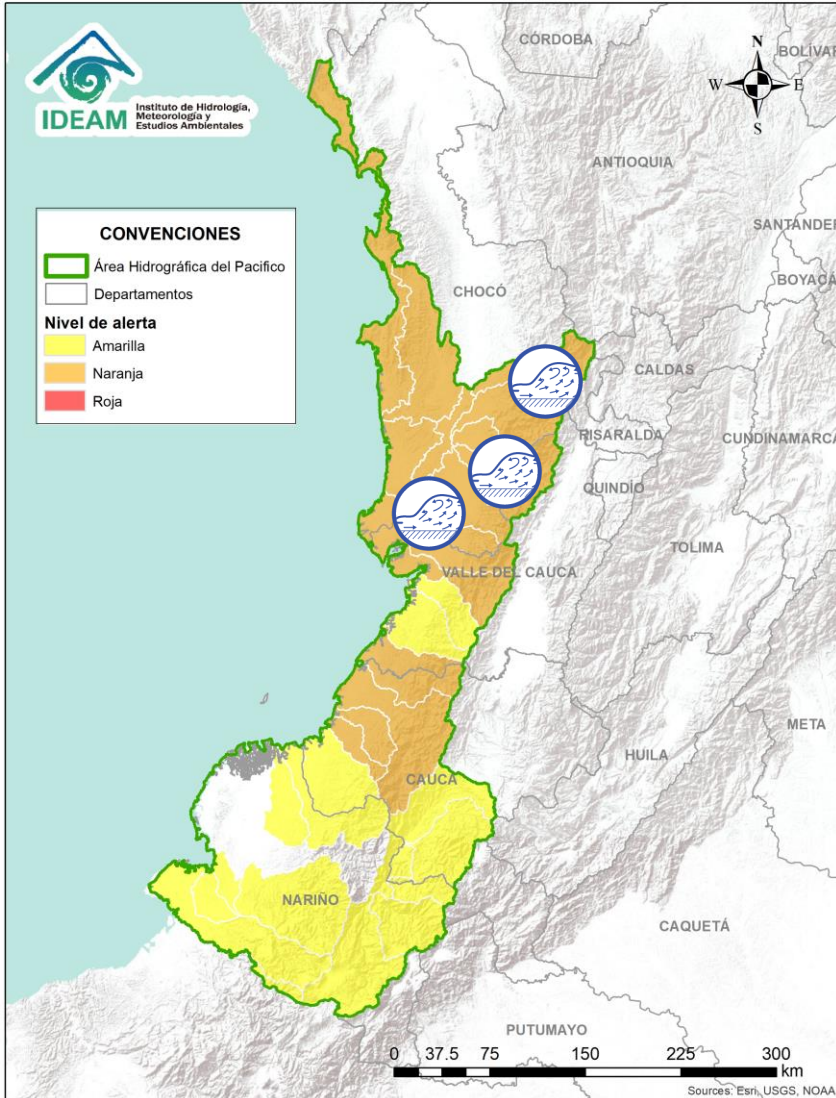 IDEAM
Instituto de Hidrología,
Meteorología y
Estudios Ambientales
CÓRDOBA
BOLÍVAR
N
W
E
S
ANTIOQUIA
SANTANDER
BOYACÁ
CONVENCIONES
Área Hidrográfica del Pacifico
Departamentos
Nivel de alerta
Amarilla
Naranja
Roja
CHOCÓ
CALDAS
RISARALDA
CUNDINAMARCA
QUINDÍO
TOLIMA
VALLE DEL CAUCA
META
HUILA
CAUCA
NARIÑO
CAQUETÁ
PUTUMAYO
0 37.5 75 150 225 300
km
Sources: Esri, USGS, NOAA